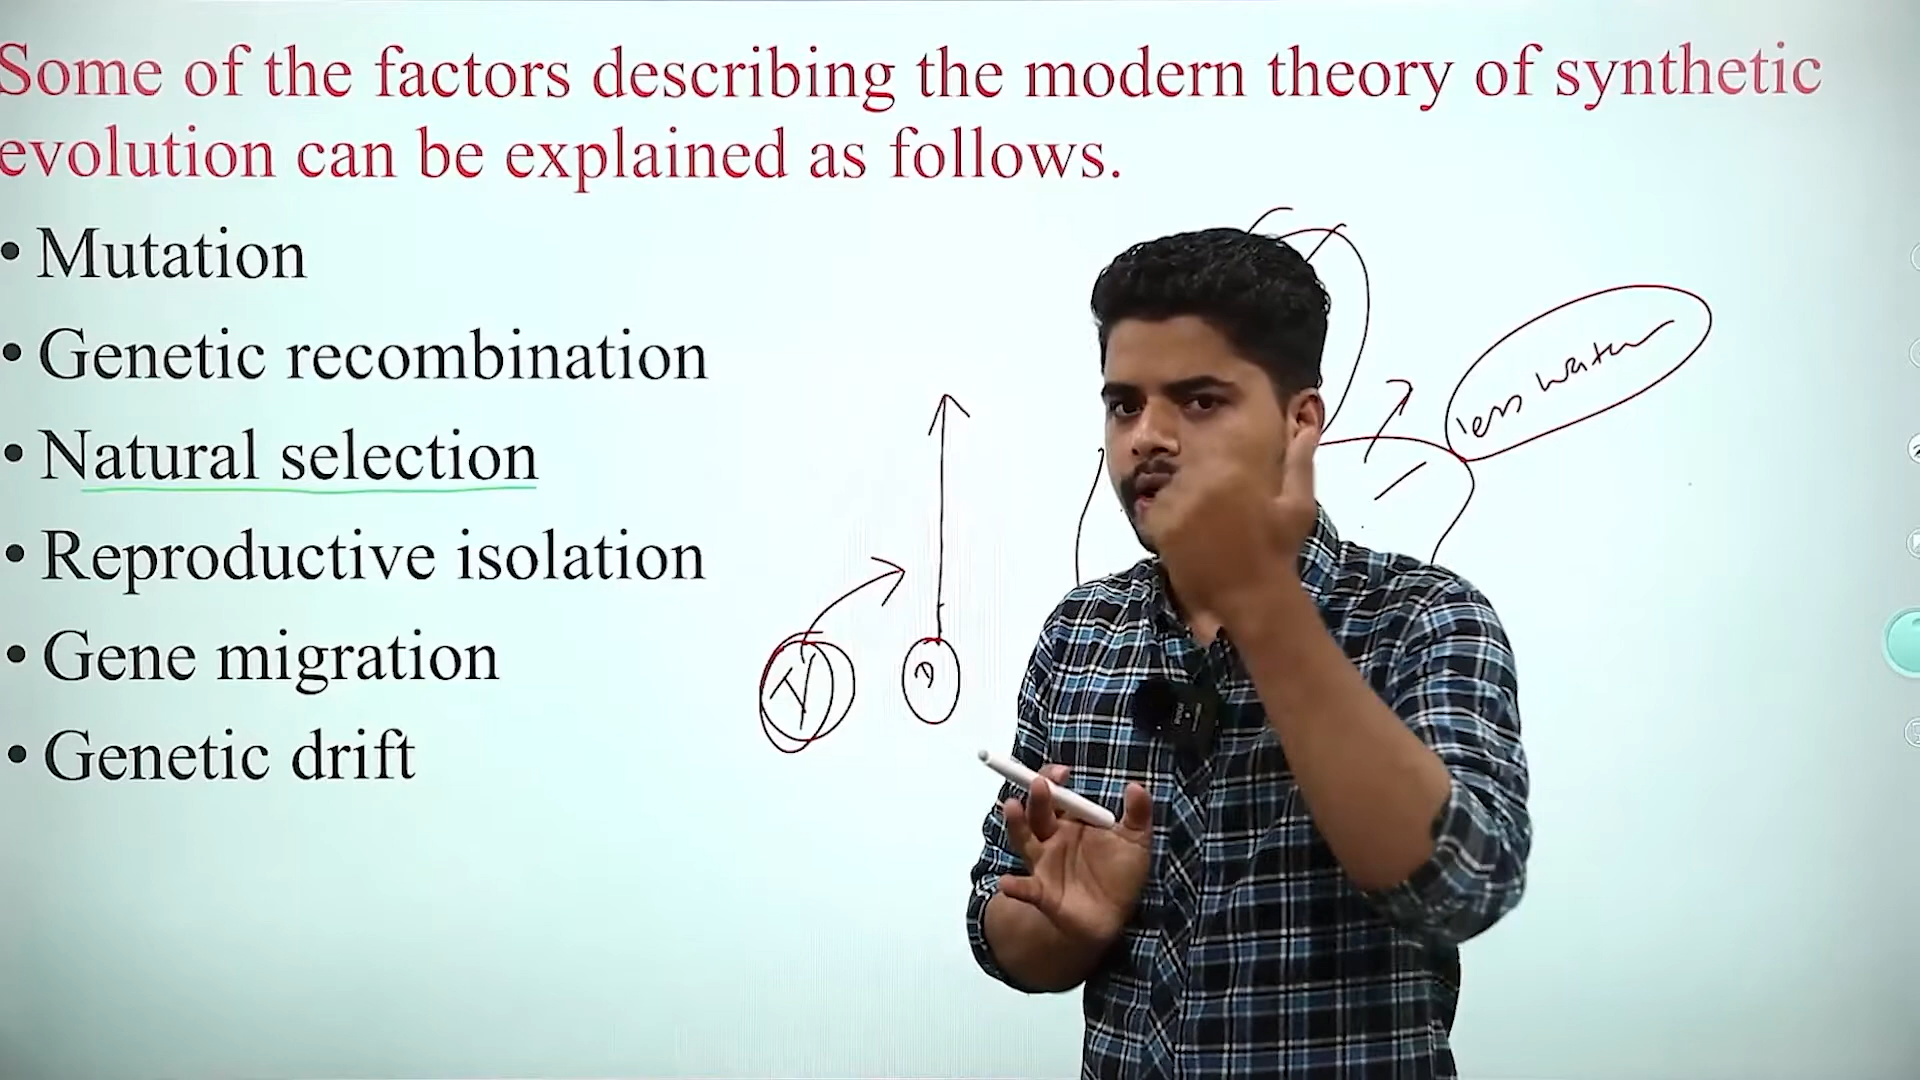 Some of the factors describing the modern theory of synthetic
evolution can be explained as follows.
• Mutation
• Genetic recombination
• Natural selection
• Reproductive isolation
• Gene migration
• Genetic drift
less water